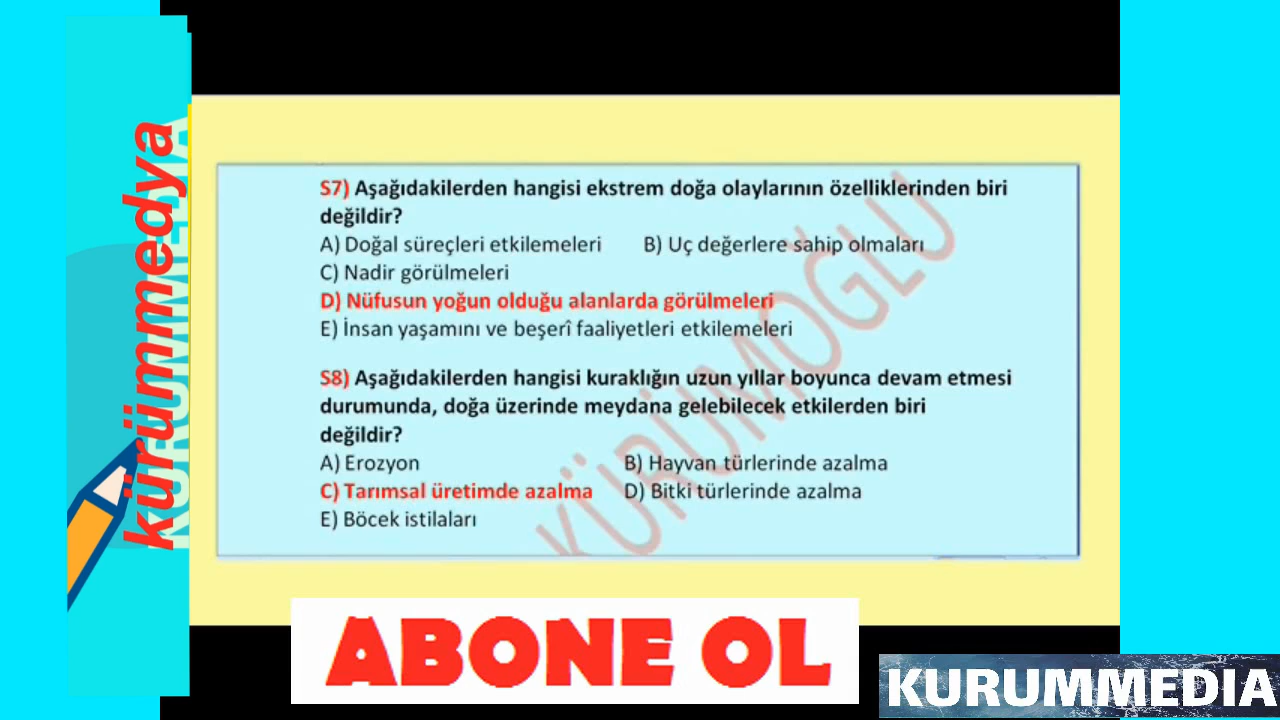 kürümmedya
KURUMMEDIA
S7) Aşağıdakilerden hangisi ekstrem doğa olaylarının özelliklerinden biri
değildir?
A) Doğal süreçleri etkilemeleri B) Uç değerlere sahip olmaları
C) Nadir görülmeleri
D) Nüfusun yoğun olduğu alanlarda görülmeleri
E) İnsan yaşamını ve beşerî faaliyetleri etkilemeleri
S8) Aşağıdakilerden hangisi kuraklığın uzun yıllar boyunca devam etmesi
durumunda, doğa üzerinde meydana gelebilecek etkilerden biri
değildir?
A) Erozyon B) Hayvan türlerinde azalma
C) Tarımsal üretimde azalma D) Bitki türlerinde azalma
E) Böcek istilaları
KÜRÜMOĞLU
ABONE OL
KURUMMEDIA